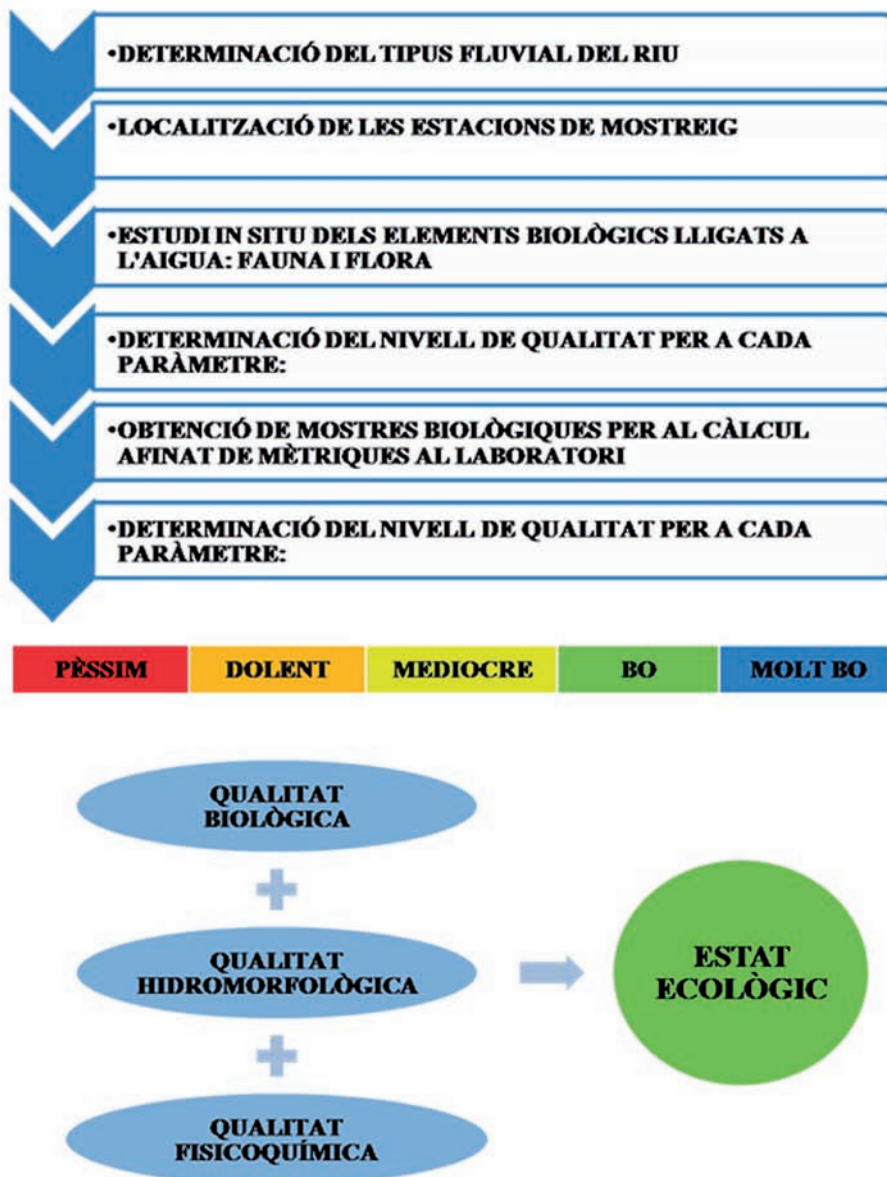 •DETERMINACIÓ DEL TIPUS FLUVIAL DEL RIU
•LOCALITZACIÓ DE LES ESTACIONS DE MOSTREIG
•ESTUDI IN SITU DELS ELEMENTS BIOLÒGICS LLIGATS A
L'AIGUA: FAUNA I FLORA
•DETERMINACIÓ DEL NIVELL DE QUALITAT PER A CADA
PARÀMETRE:
•OBTENCIÓ DE MOSTRES BIOLÒGIQUES PER AL CÀLCUL
AFINAT DE MÈTRIQUES AL LABORATORI
•DETERMINACIÓ DEL NIVELL DE QUALITAT PER A CADA
PARÀMETRE:
PÈSSIM DOLENT MEDIOCRE BO MOLT BO
QUALITAT
BIOLÒGICA
QUALITAT
HIDROMORFOLÒGICA
QUALITAT
FISICOQUÍMICA
ESTAT
ECOLÒGIC